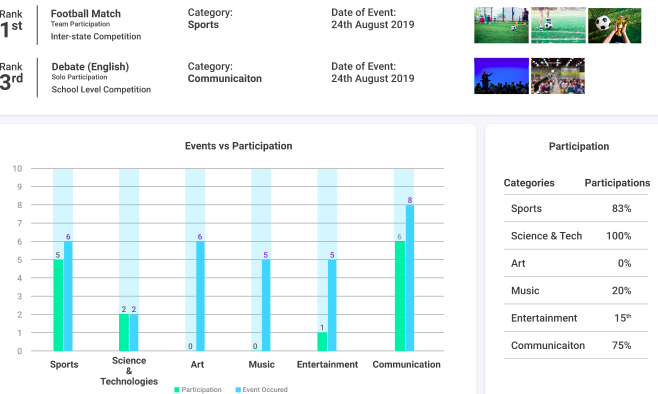 Rank
1st
Football Match
Team Participation
Inter-state Competition
Category:
Sports
Date of Event:
24th August 2019
Rank
3rd
Debate (English)
Solo Participation
School Level Competition
Category:
Communicaiton
Date of Event:
24th August 2019
Events vs Participation
10
9
8
7
6
5
4
3
2
1
0
5
6
2
2
0
6
0
5
1
5
6
8
Sports
Science
&
Technologies
Art
Music
Entertainment
Communication
Participation
Event Occured
Participation
Categories Participations
Sports 83%
Science & Tech 100%
Art 0%
Music 20%
Entertainment 15th
Communicaiton 75%